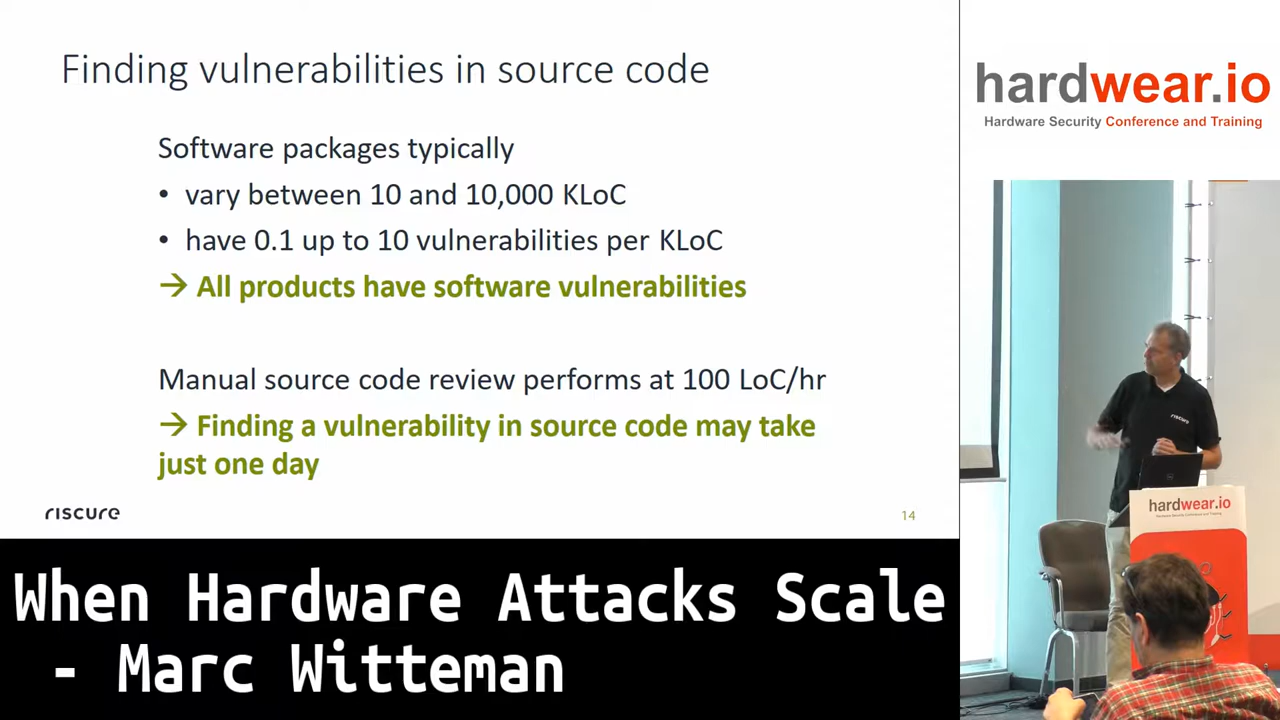 Finding vulnerabilities in source code
Software packages typically
• vary between 10 and 10,000 KLoC
• have 0.1 up to 10 vulnerabilities per KLoC
→ All products have software vulnerabilities
Manual source code review performs at 100 LoC/hr
→ Finding a vulnerability in source code may take
just one day
riscure
14
When Hardware Attacks Scale
- Marc Witteman
hardwear.io
Hardware Security Conference and Training
riscure
hardwear.io